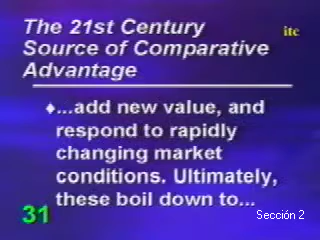 The 21st Century
Source of Comparative
Advantage
itc
♦...add new value, and
respond to rapidly
changing market
conditions. Ultimately,
these boil down to...
31
Sección 2